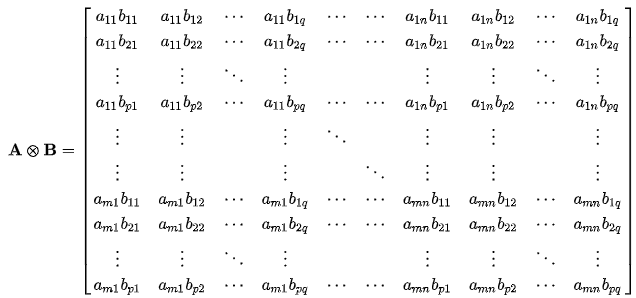 a₁₁b₁₁ a₁₁b₁₂ ⋯ a₁₁b₁q ⋯ ⋯ a₁ₙb₁₁ a₁ₙb₁₂ ⋯ a₁ₙb₁q
a₁₁b₂₁ a₁₁b₂₂ ⋯ a₁₁b₂q ⋯ ⋯ a₁ₙb₂₁ a₁ₙb₂₂ ⋯ a₁ₙb₂q
⋮ ⋮ ⋱ ⋮ ⋮ ⋮ ⋱ ⋮
a₁₁bₚ₁ a₁₁bₚ₂ ⋯ a₁₁bₚq ⋯ ⋯ a₁ₙbₚ₁ a₁ₙbₚ₂ ⋯ a₁ₙbₚq
⋮ ⋮ ⋮ ⋱ ⋮ ⋮ ⋮
A ⊗ B =
⋮ ⋮ ⋮ ⋱ ⋮ ⋮ ⋮
aₘ₁b₁₁ aₘ₁b₁₂ ⋯ aₘ₁b₁q ⋯ ⋯ aₘₙb₁₁ aₘₙb₁₂ ⋯ aₘₙb₁q
aₘ₁b₂₁ aₘ₁b₂₂ ⋯ aₘ₁b₂q ⋯ ⋯ aₘₙb₂₁ aₘₙb₂₂ ⋯ aₘₙb₂q
⋮ ⋮ ⋱ ⋮ ⋮ ⋮ ⋱ ⋮
aₘ₁bₚ₁ aₘ₁bₚ₂ ⋯ aₘ₁bₚq ⋯ ⋯ aₘₙbₚ₁ aₘₙbₚ₂ ⋯ aₘₙbₚq